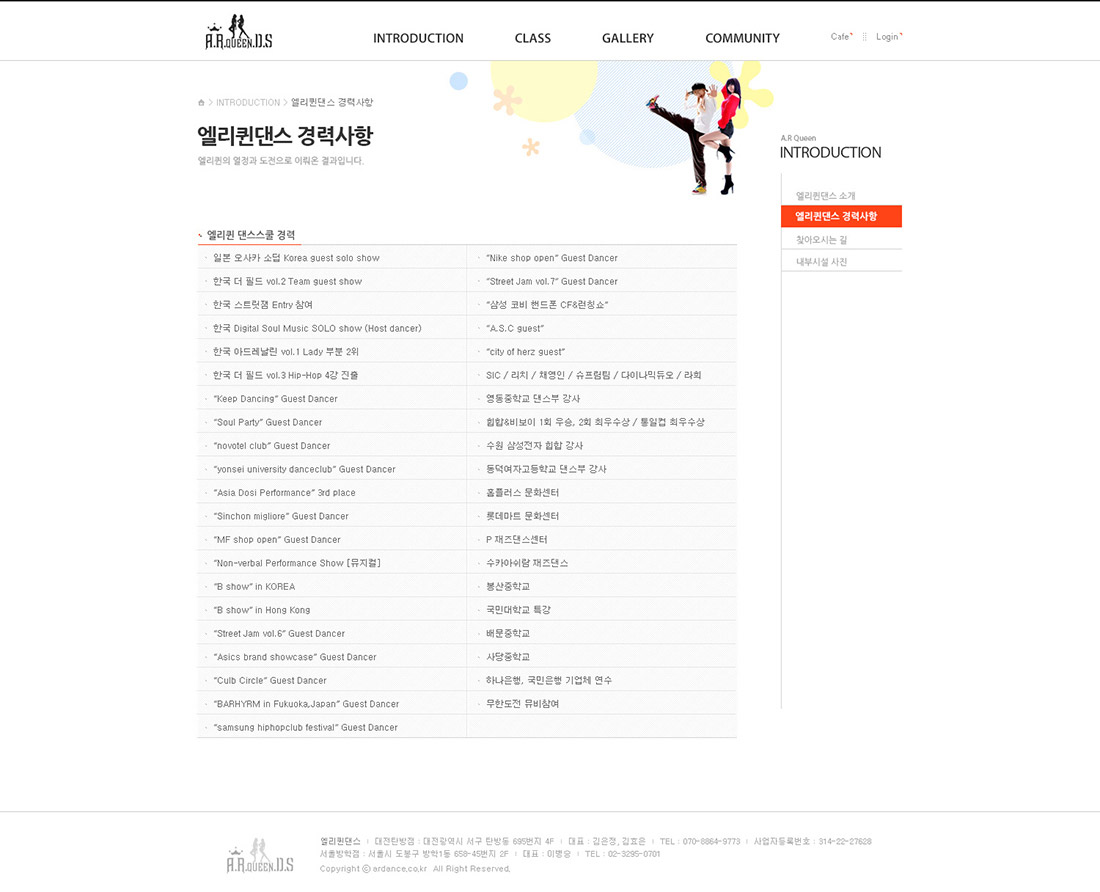 A.R.QUEEN.D.S
INTRODUCTION CLASS GALLERY COMMUNITY Cafe Login
INTRODUCTION > 엘리퀸댄스 경력사항
엘리퀸댄스 경력사항
엘리퀸의 열정과 도전으로 이뤄온 결과입니다.
A.R Queen
INTRODUCTION
엘리퀸댄스 소개
엘리퀸댄스 경력사항
찾아오시는 길
내부시설 사진
엘리퀸 댄스스쿨 경력
일본 오사카 소덥 Korea guest solo show
한국 더 필드 vol.2 Team guest show
한국 스트릿잼 Entry 참여
한국 Digital Soul Music SOLO show (Host dancer)
한국 아드레날린 vol.1 Lady 부분 2위
한국 더 필드 vol.3 Hip-Hop 4강 진출
"Keep Dancing" Guest Dancer
"Soul Party" Guest Dancer
"novotel club" Guest Dancer
"yonsei university danceclub" Guest Dancer
"Asia Dosi Performance" 3rd place
"Sinchon migliore" Guest Dancer
"MF shop open" Guest Dancer
"Non-verbal Performance Show [뮤지컬]
"B show" in KOREA
"B show" in Hong Kong
"Street Jam vol.6" Guest Dancer
"Asics brand showcase" Guest Dancer
"Culb Circle" Guest Dancer
"BARHYRM in Fukuoka,Japan" Guest Dancer
"samsung hiphopclub festival" Guest Dancer
"Nike shop open" Guest Dancer
"Street Jam vol.7" Guest Dancer
"삼성 코비 핸드폰 CF&런칭쇼"
"A.S.C guest"
"city of herz guest"
SIC / 리치 / 채영인 / 슈프림팀 / 다이나믹듀오 / 라희
영동중학교 댄스부 강사
힙합&비보이 1회 우승, 2회 최우수상 / 통일컵 최우수상
수원 삼성전자 힙합 강사
동덕여자고등학교 댄스부 강사
홈플러스 문화센터
롯데마트 문화센터
P 재즈댄스센터
수카아쉬람 재즈댄스
봉산중학교
국민대학교 특강
배문중학교
사당중학교
하나은행, 국민은행 기업체 연수
무한도전 뮤비참여
A.R.QUEEN.D.S
엘리퀸댄스 | 대전탄방점 : 대전광역시 서구 탄방동 695번지 4F | 대표 : 김은정, 김효은 | TEL : 070-8864-9773 | 사업자등록번호 : 314-22-27628
서울방학점 : 서울시 도봉구 방학1동 658-45번지 2F | 대표 : 이병승 | TEL : 02-3295-0701
Copyright ⓒ ardance.co.kr All Right Reserved.